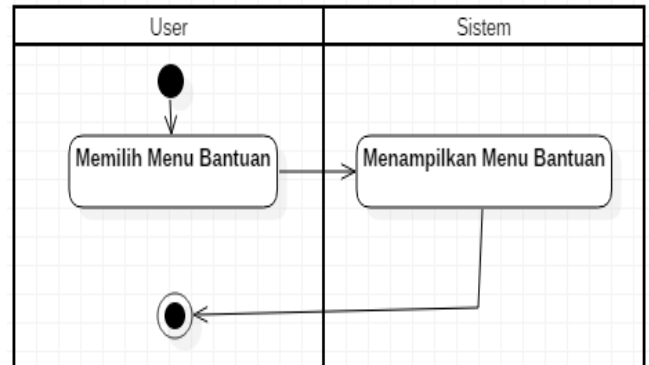 User
Sistem
Memilih Menu Bantuan
Menampilkan Menu Bantuan